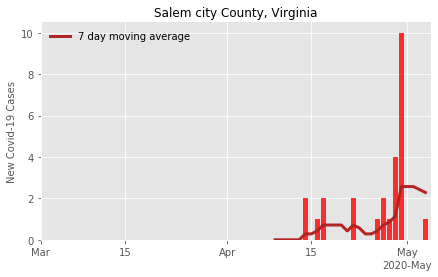 Salem city County, Virginia
7 day moving average
New Covid-19 Cases
10
8
6
4
2
0
Mar
15
Apr
15
May
2020-May